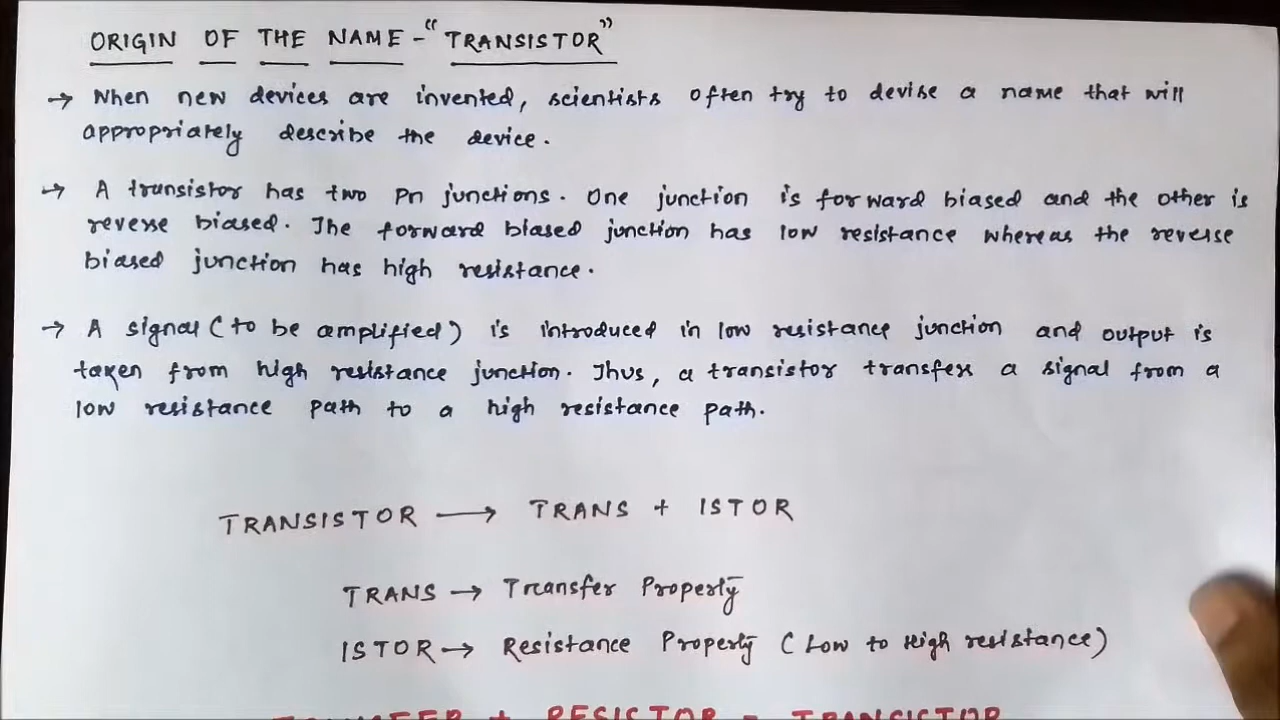 ORIGIN OF THE NAME - "TRANSISTOR"
→ When new devices are invented, scientists often try to devise a name that will
appropriately describe the device.
→ A transistor has two pn junctions. One junction is forward biased and the other is
reverse biased. The forward biased junction has low resistance whereas the reverse
biased junction has high resistance.
→ A signal (to be amplified) is introduced in low resistance junction and output is
taken from high resistance junction. Thus, a transistor transfers a signal from a
low resistance path to a high resistance path.
TRANSISTOR → TRANS + ISTOR
TRANS → Transfer Property
ISTOR → Resistance Property (Low to High resistance)
TRANSFER + RESISTOR = TRANSISTOR